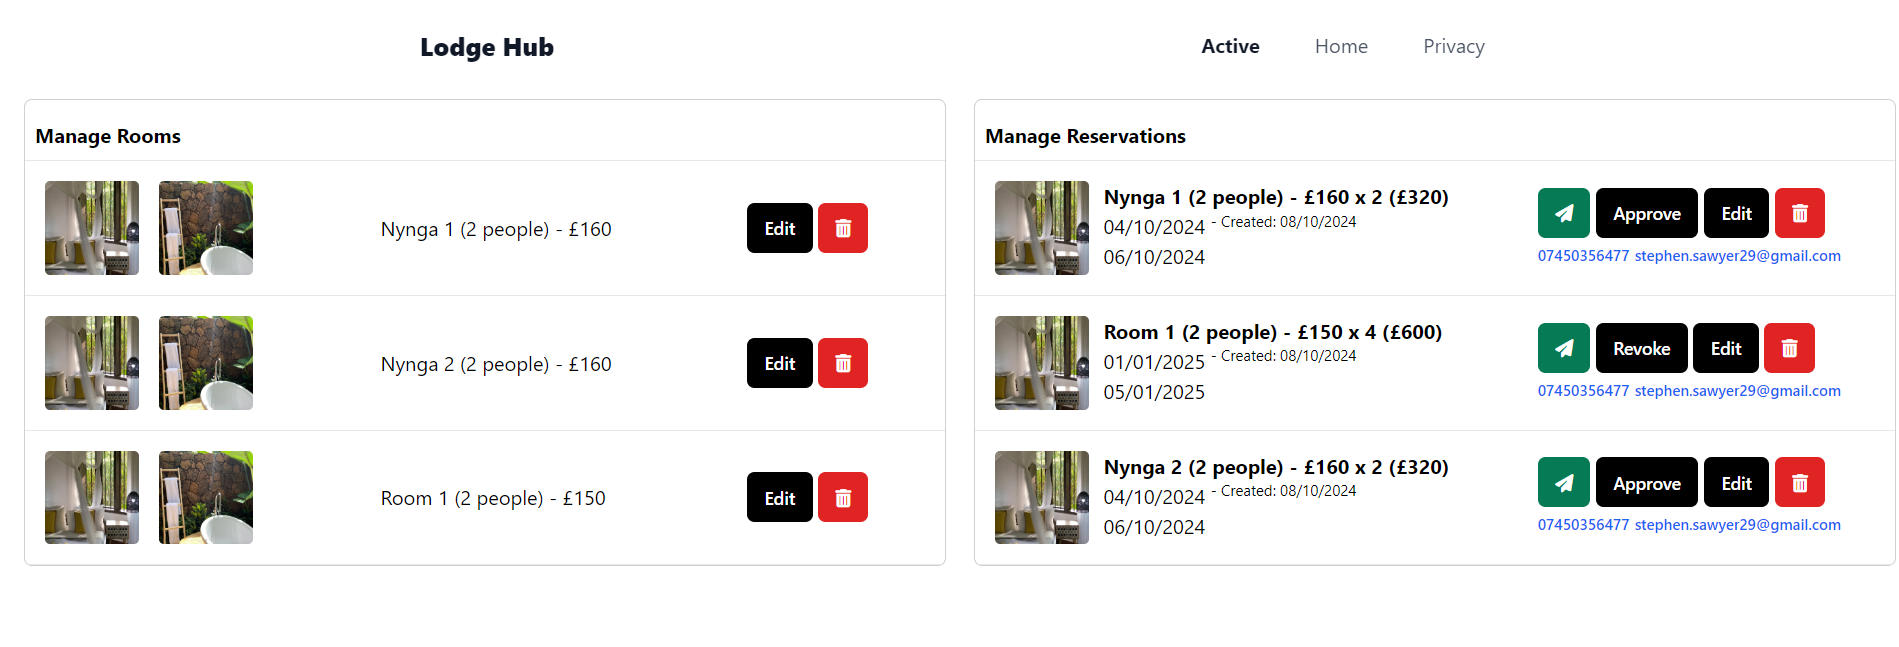 Lodge Hub
Active Home Privacy
Manage Rooms
Nynga 1 (2 people) - £160
Edit
Nynga 2 (2 people) - £160
Edit
Room 1 (2 people) - £150
Edit
Manage Reservations
Nynga 1 (2 people) - £160 x 2 (£320)
04/10/2024 - Created: 08/10/2024
06/10/2024
Approve Edit
07450356477 stephen.sawyer29@gmail.com
Room 1 (2 people) - £150 x 4 (£600)
01/01/2025 - Created: 08/10/2024
05/01/2025
Revoke Edit
07450356477 stephen.sawyer29@gmail.com
Nynga 2 (2 people) - £160 x 2 (£320)
04/10/2024 - Created: 08/10/2024
06/10/2024
Approve Edit
07450356477 stephen.sawyer29@gmail.com